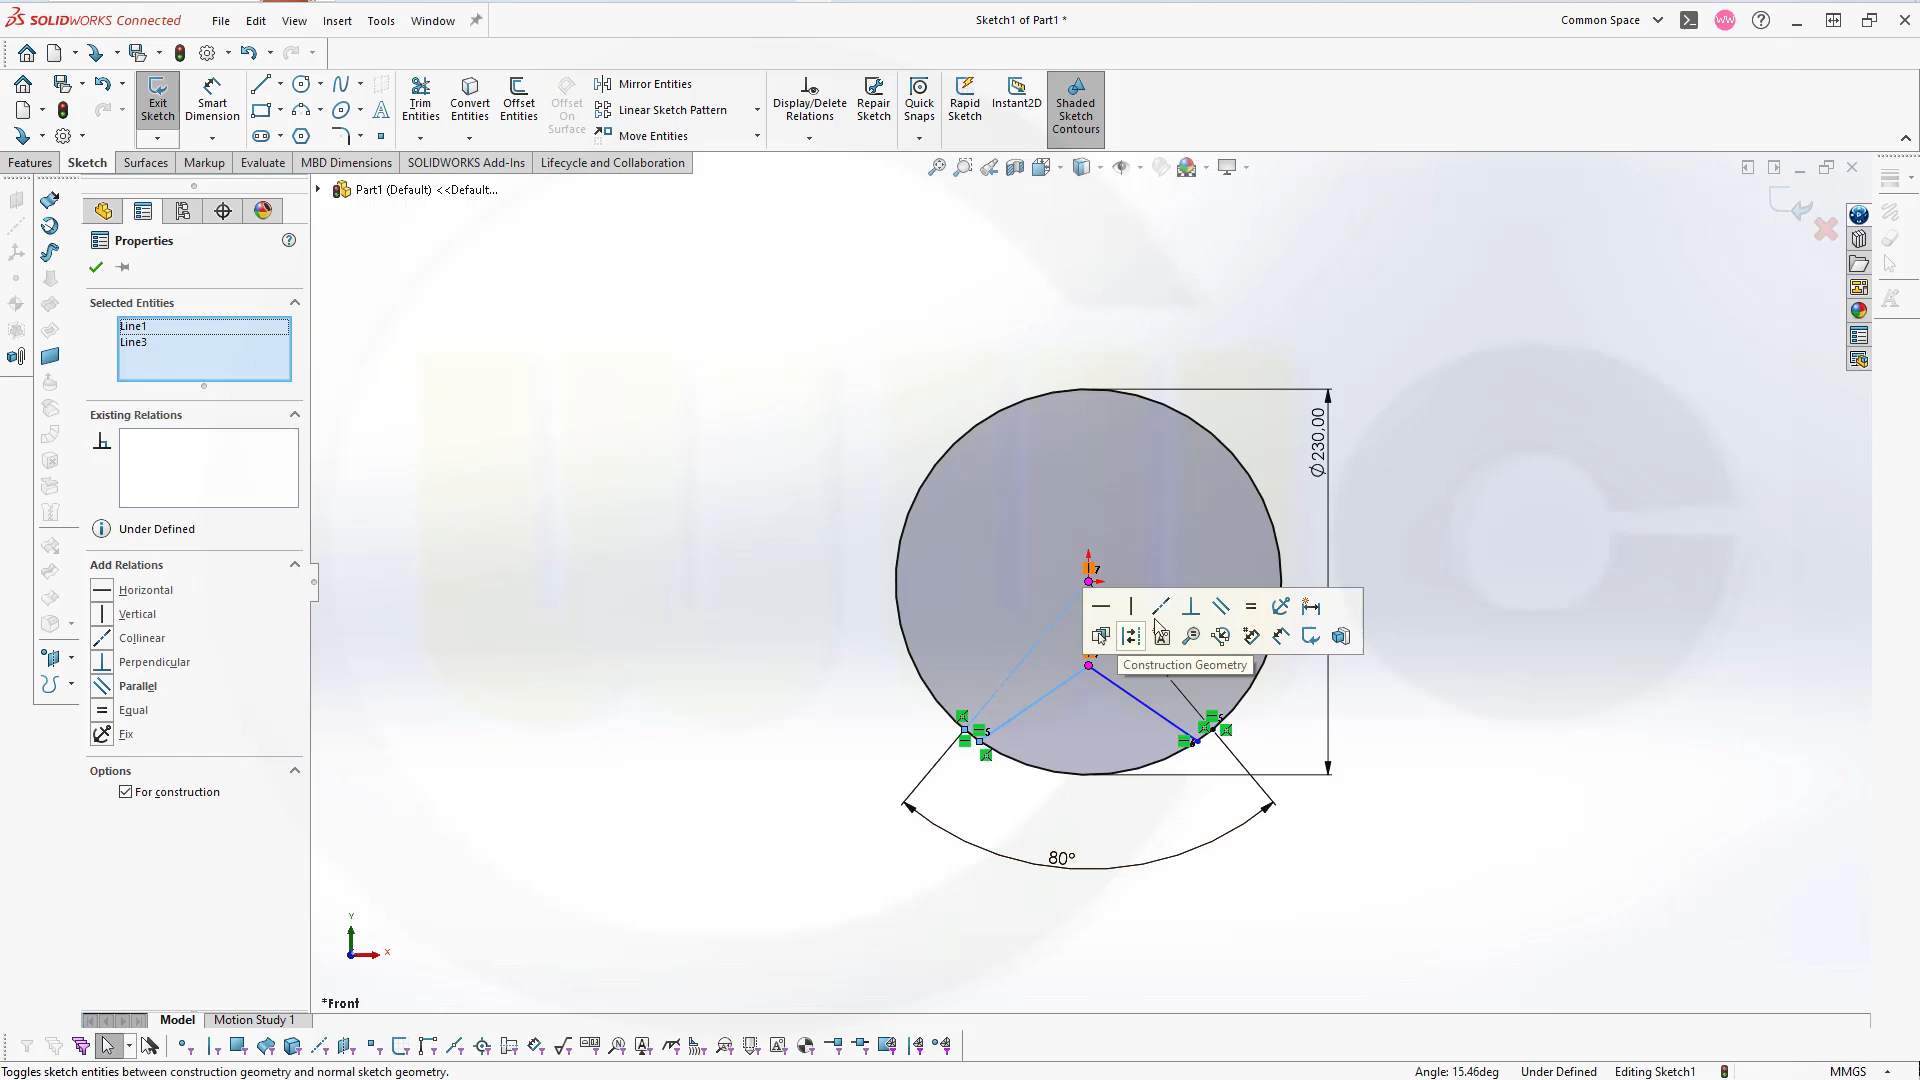 SOLIDWORKS Connected
File Edit View Insert Tools Window
Sketch1 of Part1 *
Common Space
WW
Exit Sketch
Smart Dimension
Trim Entities
Convert Entities
Offset Entities
Offset On Surface
Mirror Entities
Linear Sketch Pattern
Move Entities
Display/Delete Relations
Repair Sketch
Quick Snaps
Rapid Sketch
Instant2D
Shaded Sketch Contours
Features Sketch Surfaces Markup Evaluate MBD Dimensions SOLIDWORKS Add-Ins Lifecycle and Collaboration
Part1 (Default) <<Default...
Properties
Selected Entities
Line1
Line3
Existing Relations
Under Defined
Add Relations
Horizontal
Vertical
Collinear
Perpendicular
Parallel
Equal
Fix
Options
For construction
Ø230,00
7
Construction Geometry
5
5
6
80°
Y
X
*Front
Model Motion Study 1
Toggles sketch entities between construction geometry and normal sketch geometry.
Angle: 15.46deg Under Defined Editing Sketch1 MMGS